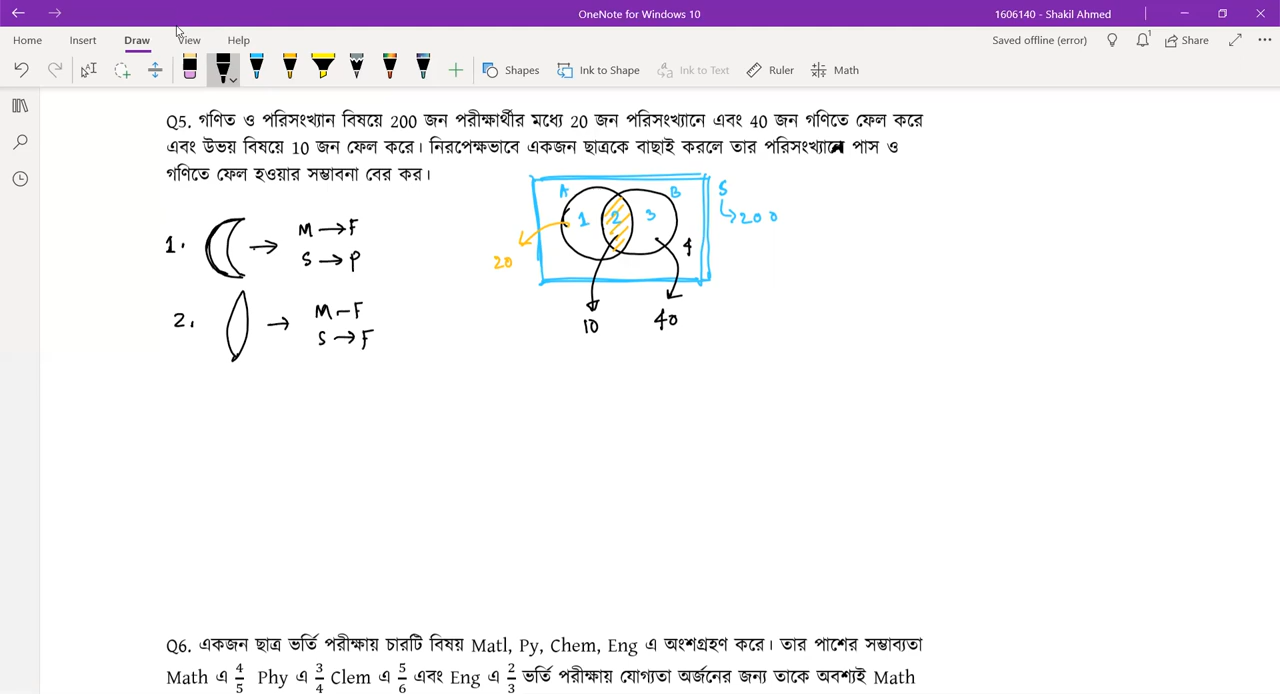 OneNote for Windows 10
1606140 - Shakil Ahmed
Home Insert Draw View Help
Saved offline (error)
1
Share
Shapes
Ink to Shape
Ink to Text
Ruler
Math
Q5. গণিত ও পরিসংখ্যান বিষয়ে 200 জন পরীক্ষার্থীর মধ্যে 20 জন পরিসংখ্যানে এবং 40 জন গণিতে ফেল করে
এবং উভয় বিষয়ে 10 জন ফেল করে। নিরপেক্ষভাবে একজন ছাত্রকে বাছাই করলে তার পরিসংখ্যানে পাস ও
গণিতে ফেল হওয়ার সম্ভাবনা বের কর।
A B S
→200
1 2 3
4
20
10 40
1. → M → F
S → P
2. → M - F
S → F
Q6. একজন ছাত্র ভর্তি পরীক্ষায় চারটি বিষয় Matl, Py, Chem, Eng এ অংশগ্রহণ করে। তার পাশের সম্ভাব্যতা
Math এ 4/5 Phy এ 3/4 Clem এ 5/6 এবং Eng এ 2/3 ভর্তি পরীক্ষায় যোগ্যতা অর্জনের জন্য তাকে অবশ্যই Math